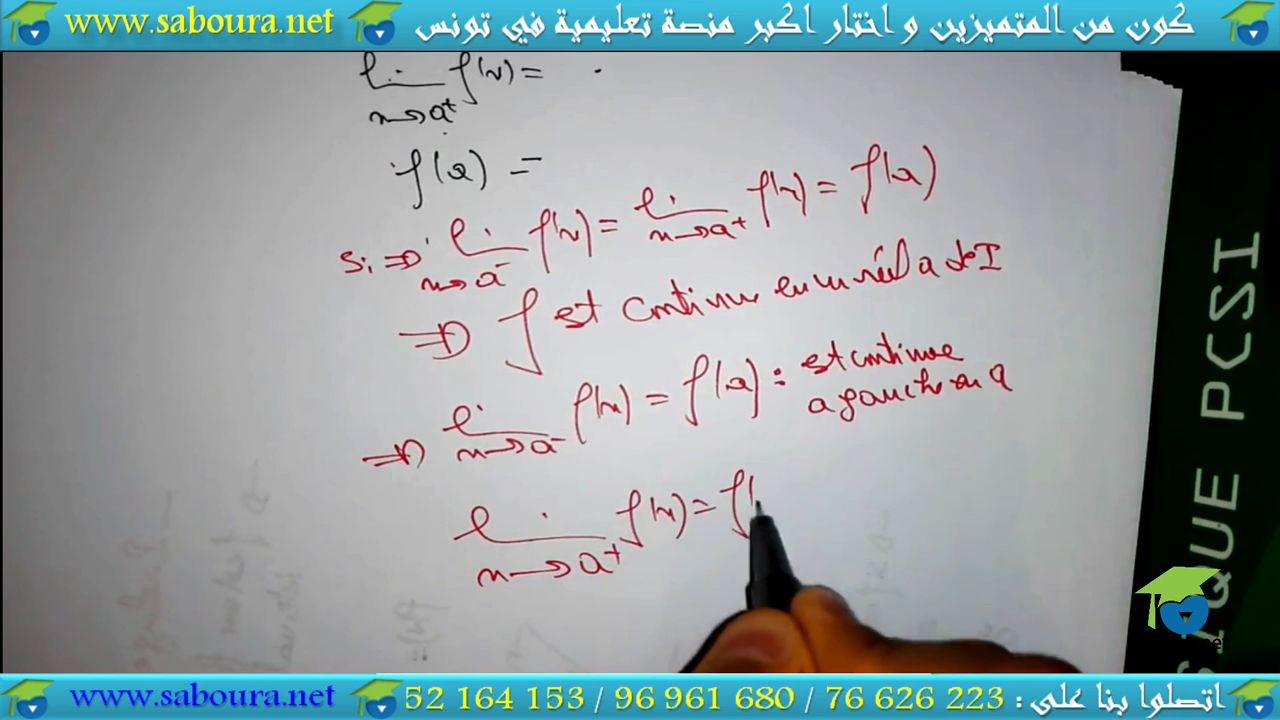 www.saboura.net كون من المتميزين و اختار اكبر منصة تعليمية في تونس
lim f(x) =
x→a⁺
f(a) =
Si ⇒ lim f(x) = lim f(x) = f(a)
x→a⁻ x→a⁺
⇒ f est continue en un réel a de I
⇒ lim f(x) = f(a) : est continue
x→a⁻ a gauche en a
lim f(x) = f(
x→a⁺
SIQUE PCSI
www.saboura.net اتصلوا بنا على : 52 164 153 / 96 961 680 / 76 626 223